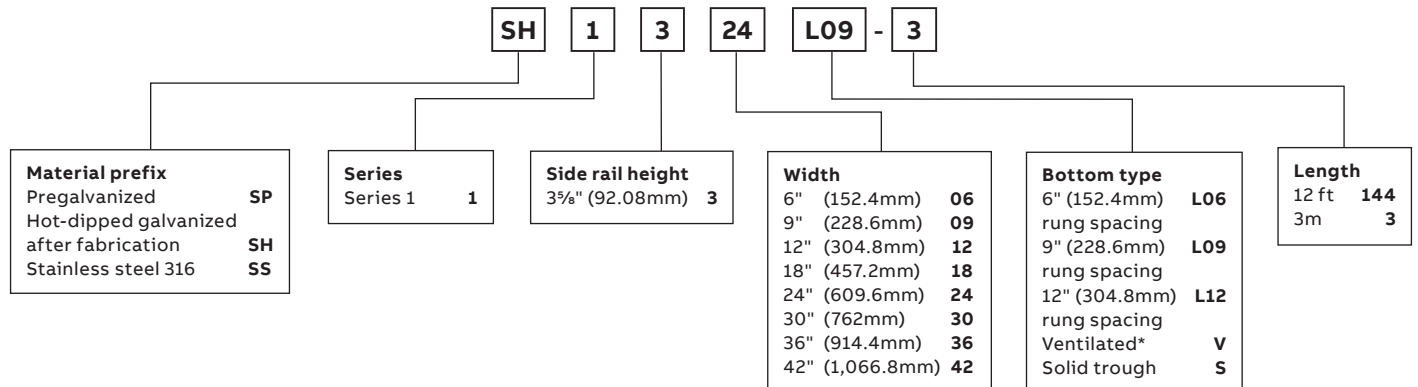 SH 1 3 24 L09 - 3
Material prefix
Pregalvanized SP
Hot-dipped galvanized
after fabrication SH
Stainless steel 316 SS
Series
Series 1 1
Side rail height
3⅝" (92.08mm) 3
Width
6" (152.4mm) 06
9" (228.6mm) 09
12" (304.8mm) 12
18" (457.2mm) 18
24" (609.6mm) 24
30" (762mm) 30
36" (914.4mm) 36
42" (1,066.8mm) 42
Bottom type
6" (152.4mm) L06
rung spacing
9" (228.6mm) L09
rung spacing
12" (304.8mm) L12
rung spacing
Ventilated* V
Solid trough S
Length
12 ft 144
3m 3